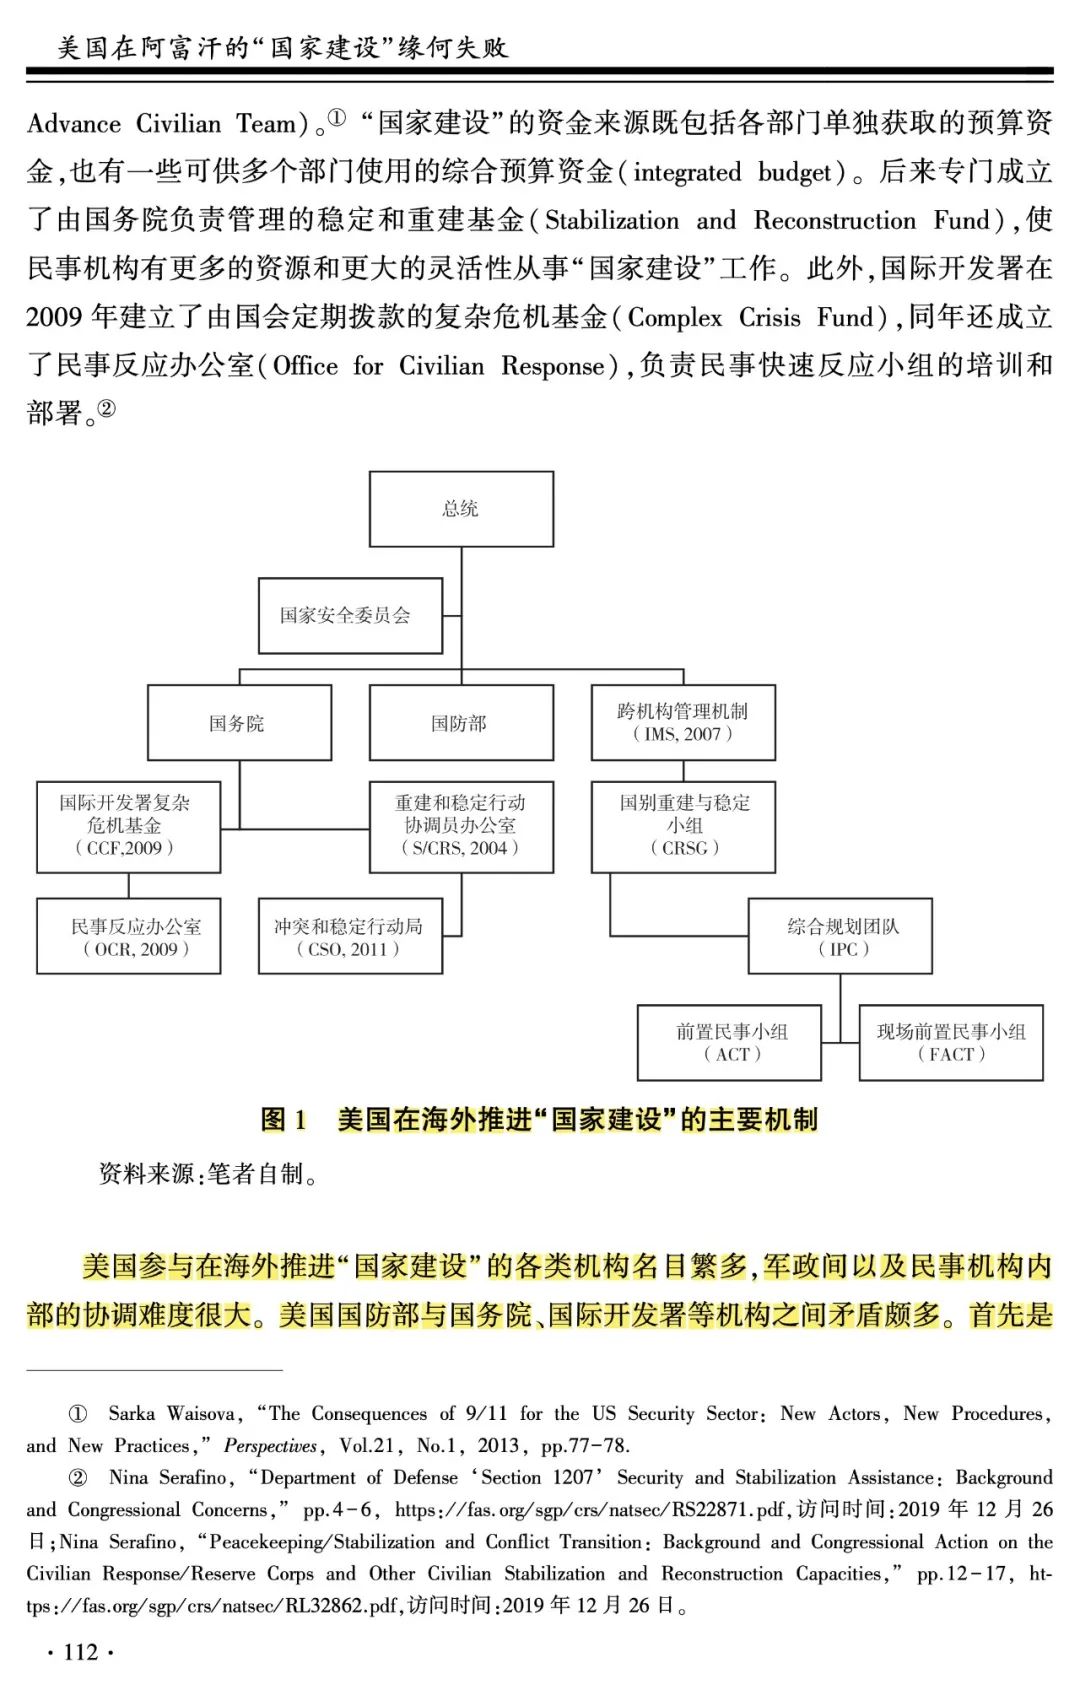 美国在阿富汗的“国家建设”缘何失败
Advance Civilian Team)。① “国家建设”的资金来源既包括各部门单独获取的预算资
金,也有一些可供多个部门使用的综合预算资金(integrated budget)。后来专门成立
了由国务院负责管理的稳定和重建基金(Stabilization and Reconstruction Fund),使
民事机构有更多的资源和更大的灵活性从事“国家建设”工作。此外,国际开发署在
2009 年建立了由国会定期拨款的复杂危机基金(Complex Crisis Fund),同年还成立
了民事反应办公室(Office for Civilian Response),负责民事快速反应小组的培训和
部署。②
总统
国家安全委员会
国务院
国防部
跨机构管理机制
(IMS, 2007)
国际开发署复杂
危机基金
(CCF,2009)
重建和稳定行动
协调员办公室
(S/CRS, 2004)
国别重建与稳定
小组
(CRSG)
民事反应办公室
(OCR, 2009)
冲突和稳定行动局
(CSO, 2011)
综合规划团队
(IPC)
前置民事小组
(ACT)
现场前置民事小组
(FACT)
图 1 美国在海外推进“国家建设”的主要机制
资料来源:笔者自制。
美国参与在海外推进“国家建设”的各类机构名目繁多,军政间以及民事机构内
部的协调难度很大。美国国防部与国务院、国际开发署等机构之间矛盾颇多。首先是
① Sarka Waisova, “The Consequences of 9/11 for the US Security Sector: New Actors, New Procedures,
and New Practices,” Perspectives, Vol.21, No.1, 2013, pp.77-78.
② Nina Serafino, “Department of Defense ‘Section 1207’ Security and Stabilization Assistance: Background
and Congressional Concerns,” pp.4-6, https://fas.org/sgp/crs/natsec/RS22871.pdf,访问时间:2019 年 12 月 26
日;Nina Serafino, “Peacekeeping/Stabilization and Conflict Transition: Background and Congressional Action on the
Civilian Response/Reserve Corps and Other Civilian Stabilization and Reconstruction Capacities,” pp.12-17, ht-
tps://fas.org/sgp/crs/natsec/RL32862.pdf,访问时间:2019 年 12 月 26 日。
· 112 ·